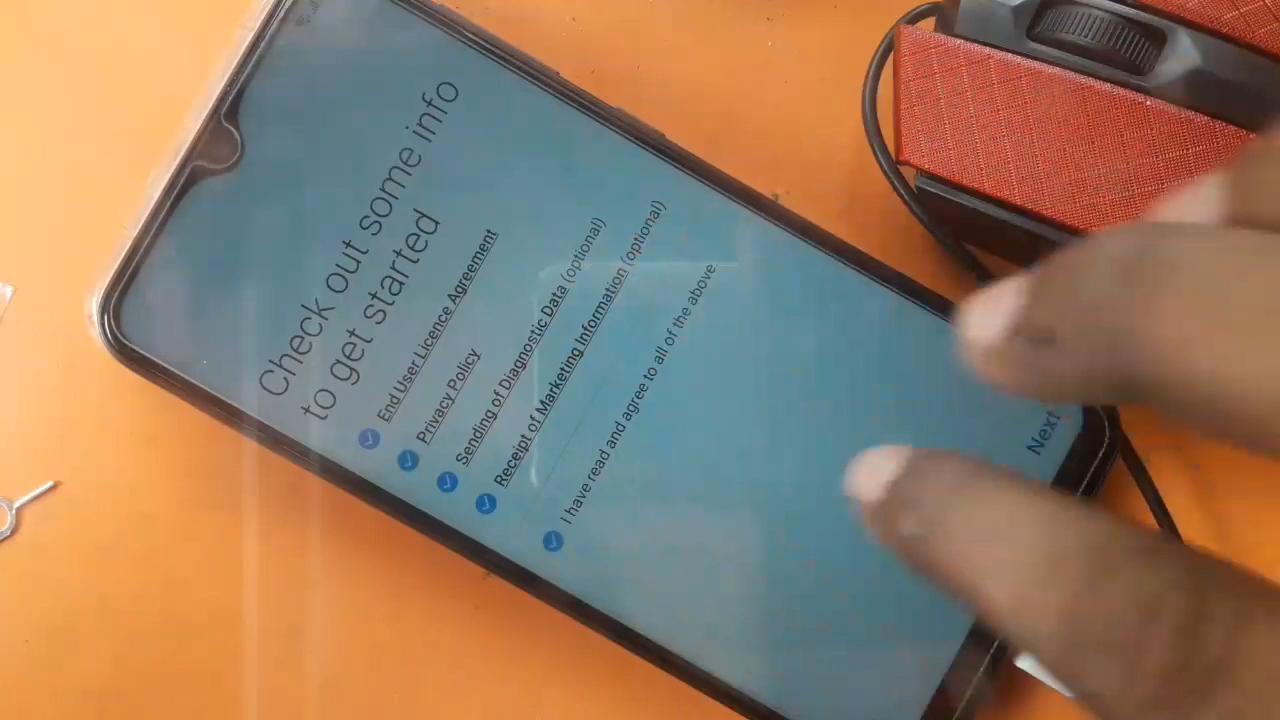 Check out some info
to get started
End User Licence Agreement
Privacy Policy
Sending of Diagnostic Data (optional)
Receipt of Marketing Information (optional)
I have read and agree to all of the above.
Next